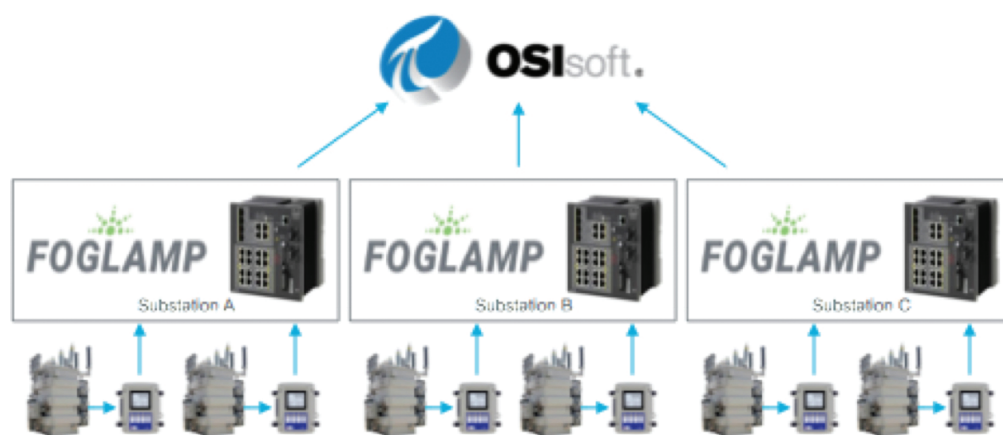 OSIsoft.
FOGLAMP
Substation A
FOGLAMP
Substation B
FOGLAMP
Substation C